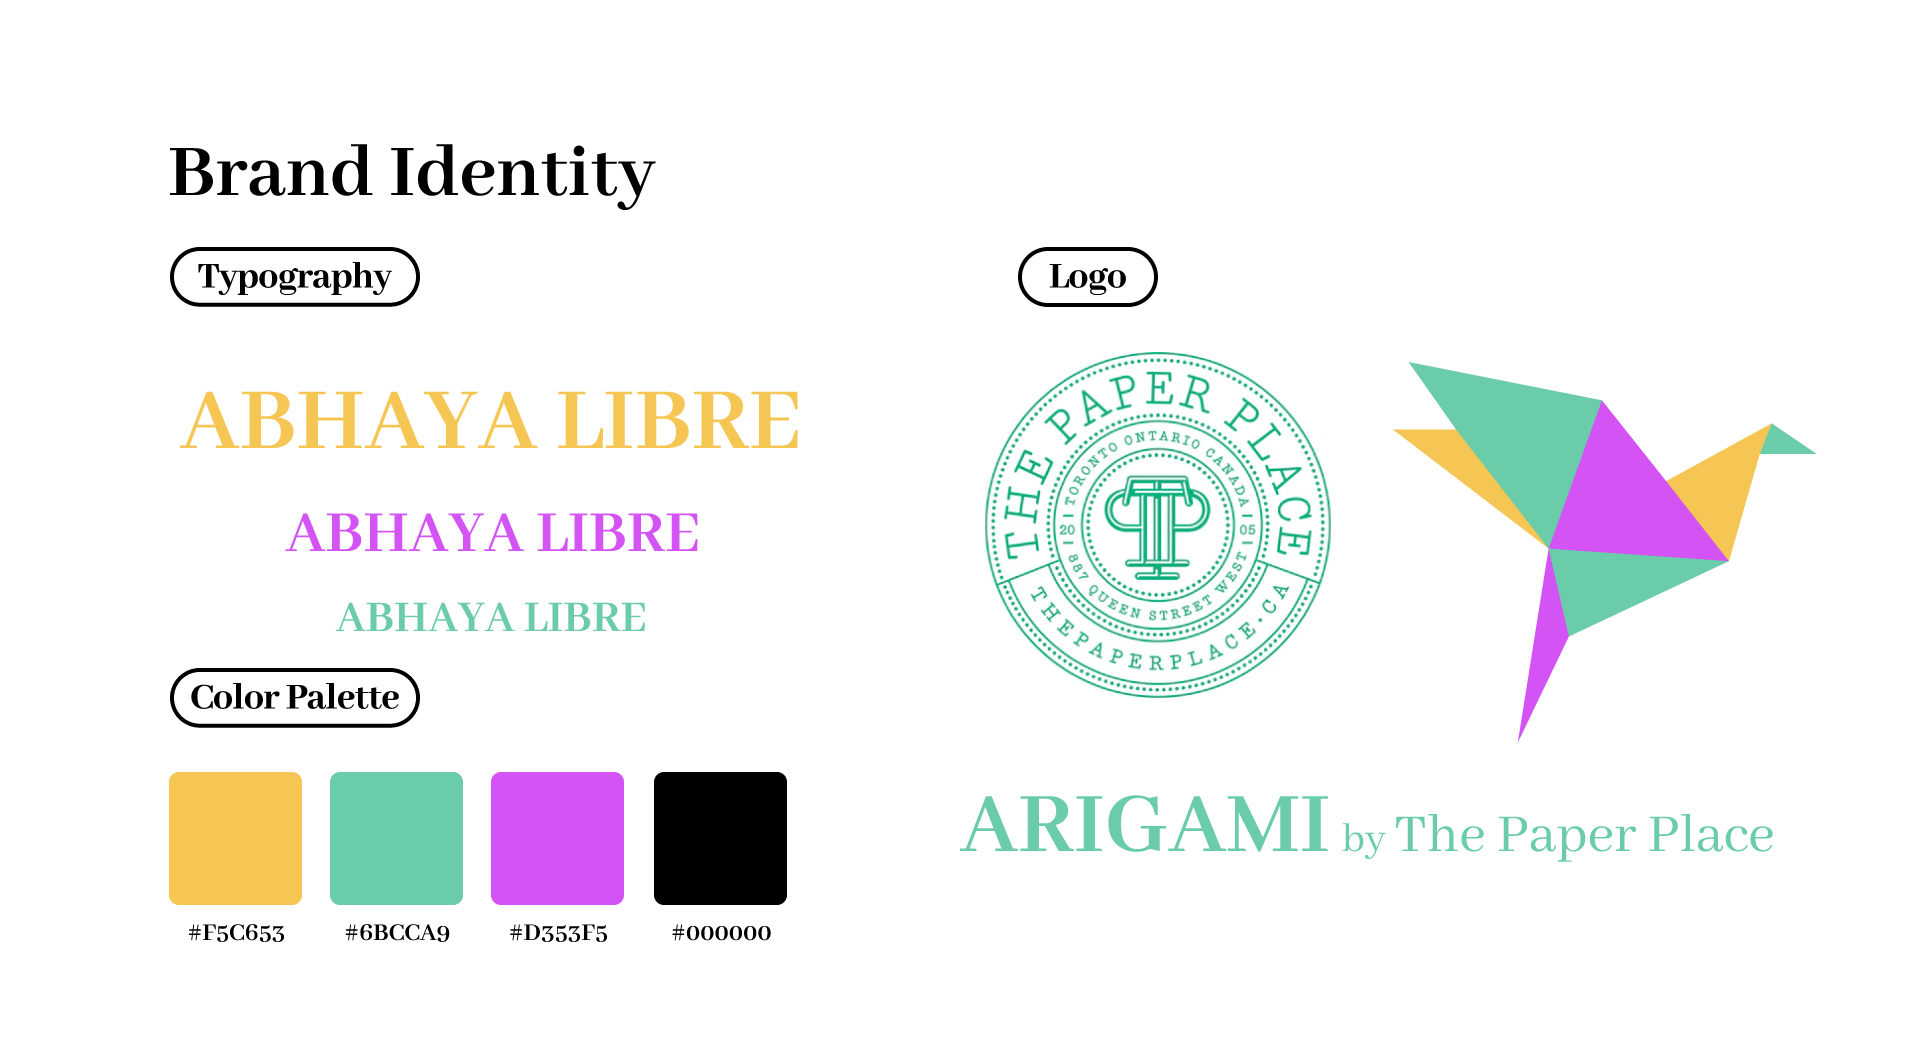 Brand Identity
Typography
ABHAYA LIBRE
ABHAYA LIBRE
ABHAYA LIBRE
Color Palette
#F5C653
#6BCCA9
#D353F5
#000000
Logo
THE PAPER PLACE
TORONTO ONTARIO CANADA
20
05
887 QUEEN STREET WEST
THEPAPERPLACE.CA
ARIGAMI by The Paper Place